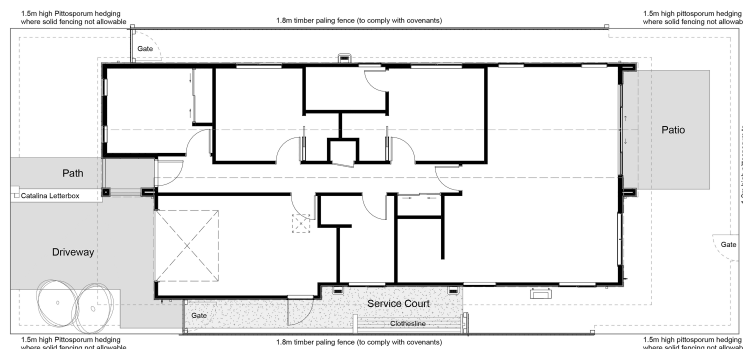 1.5m high Pittosporum hedging
where solid fencing not allowable
1.8m timber paling fence (to comply with covenants)
1.5m high Pittosporum hedging
where solid fencing not allowable
Gate
Patio
Path
Catalina Letterbox
Gate
Driveway
Service Court
Gate
Clothesline
1.5m high Pittosporum hedging
where solid fencing not allowable
1.8m timber paling fence (to comply with covenants)
1.5m high Pittosporum hedging
where solid fencing not allowable